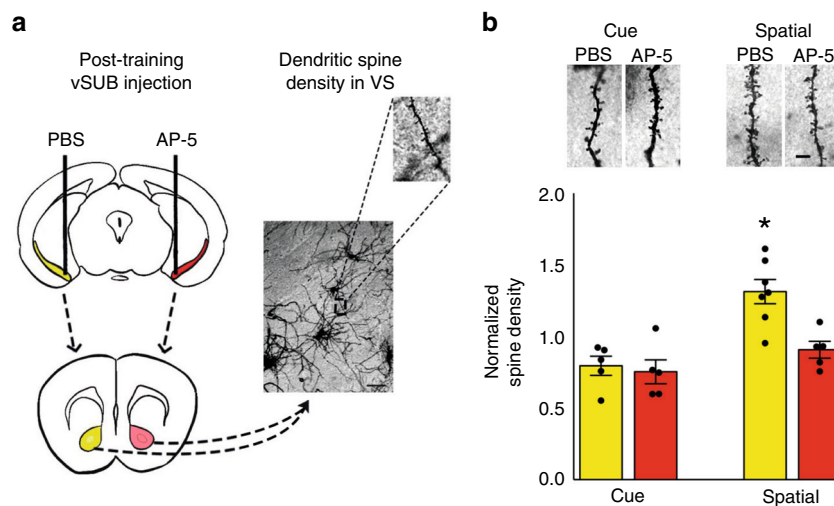 a
Post-training
vSUB injection
Dendritic spine
density in VS
PBS
AP-5
b
Cue
Spatial
PBS
AP-5
PBS
AP-5
Normalized
spine density
2.0
1.5
1.0
0.5
0.0
*
Cue
Spatial